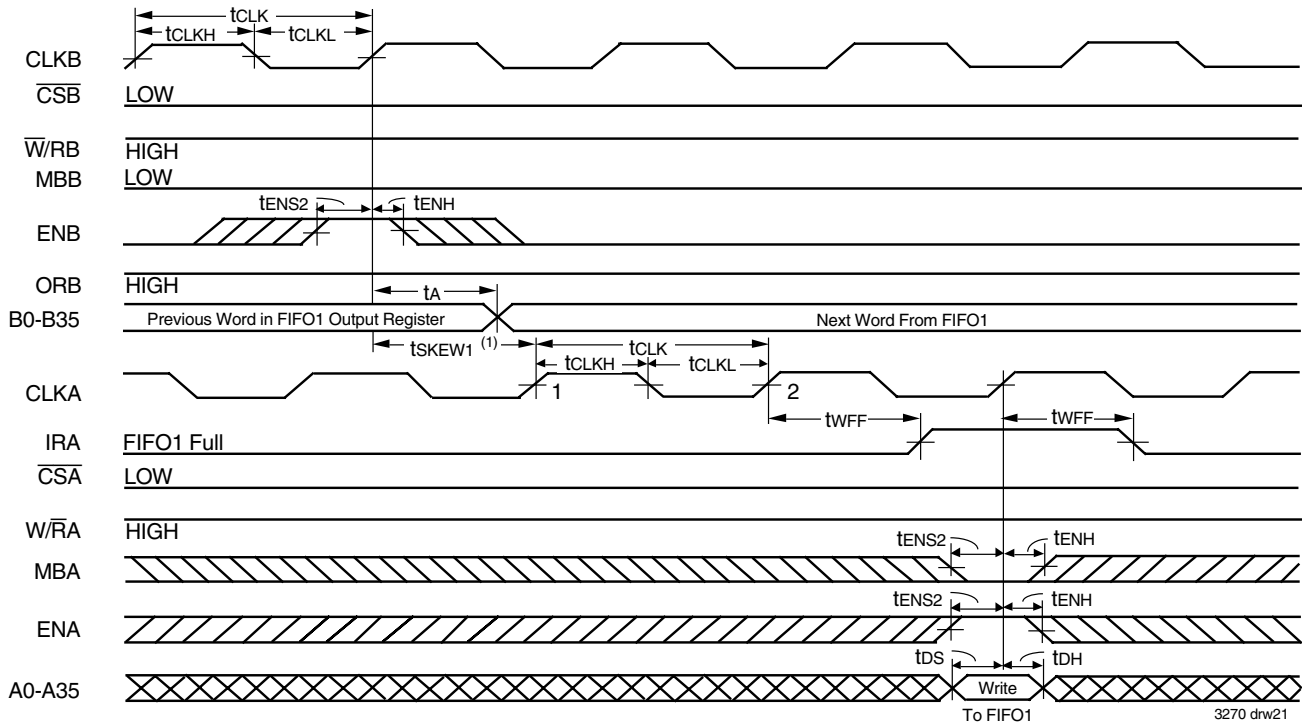 tCLK
tCLKH tCLKL
CLKB
CSB LOW
W/RB HIGH
MBB LOW
tENS2 tENH
ENB
ORB HIGH
tA
B0-B35 Previous Word in FIFO1 Output Register Next Word From FIFO1
tSKEW1 (1) tCLK
tCLKH tCLKL
CLKA 1 2
tWFF tWFF
IRA FIFO1 Full
CSA LOW
W/RA HIGH
tENS2 tENH
MBA
tENS2 tENH
ENA
tDS tDH
A0-A35 Write
To FIFO1 3270 drw21